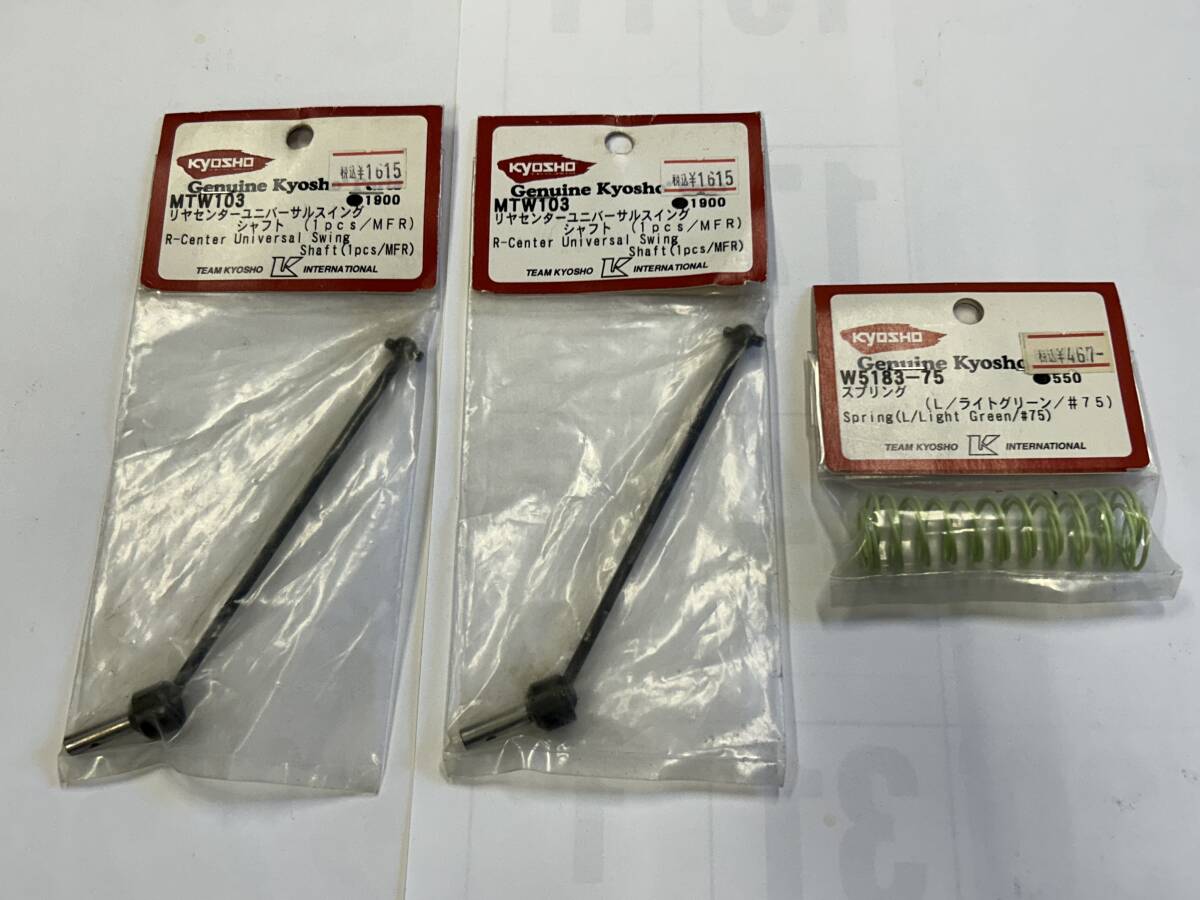 KYOSHO
税込¥1615
Genuine Kyosho
MTW103
●1900
リヤセンターユニバーサルスイング
シャフト (1pcs/MFR)
R-Center Universal Swing
Shaft(1pcs/MFR)
TEAM KYOSHO K INTERNATIONAL
KYOSHO
税込¥1615
Genuine Kyosho
MTW103
●1900
リヤセンターユニバーサルスイング
シャフト (1pcs/MFR)
R-Center Universal Swing
Shaft(1pcs/MFR)
TEAM KYOSHO K INTERNATIONAL
KYOSHO
税込¥467-
Genuine Kyosho
W5183-75
●550
スプリング
(L/ライトグリーン/#75)
Spring(L/Light Green/#75)
TEAM KYOSHO K INTERNATIONAL